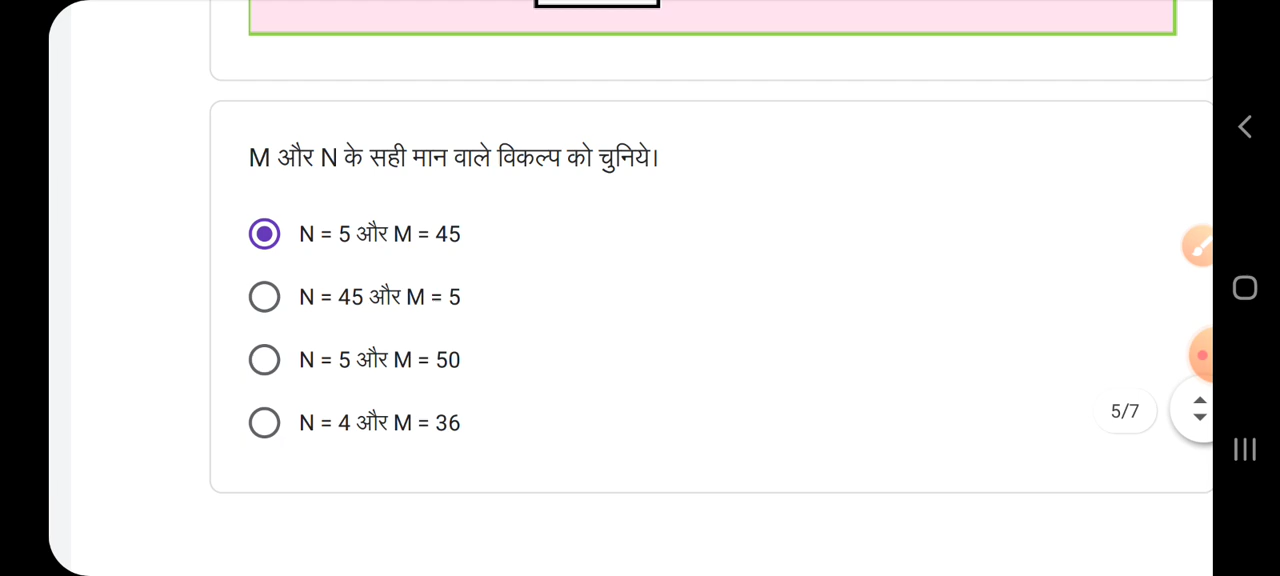 M और N के सही मान वाले विकल्प को चुनिये।
N = 5 और M = 45
N = 45 और M = 5
N = 5 और M = 50
N = 4 और M = 36
5/7